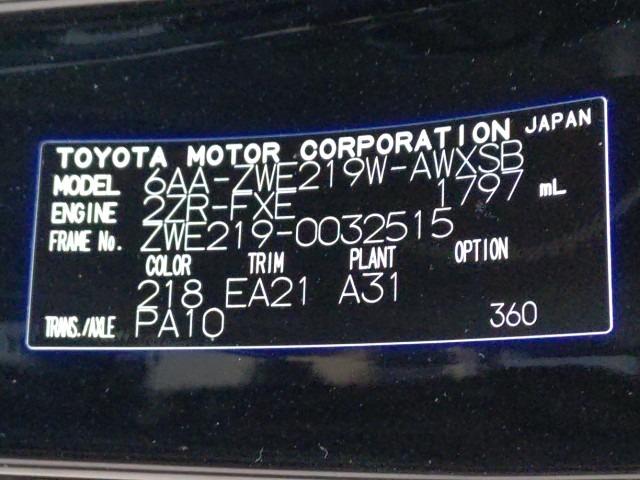 TOYOTA MOTOR CORPORATION JAPAN
MODEL 6AA-ZWE219W-AWXSB
ENGINE 2ZR-FXE 1797 mL
FRAME No. ZWE219-0032515
COLOR TRIM PLANT OPTION
218 EA21 A31
TRANS./AXLE PA10 360